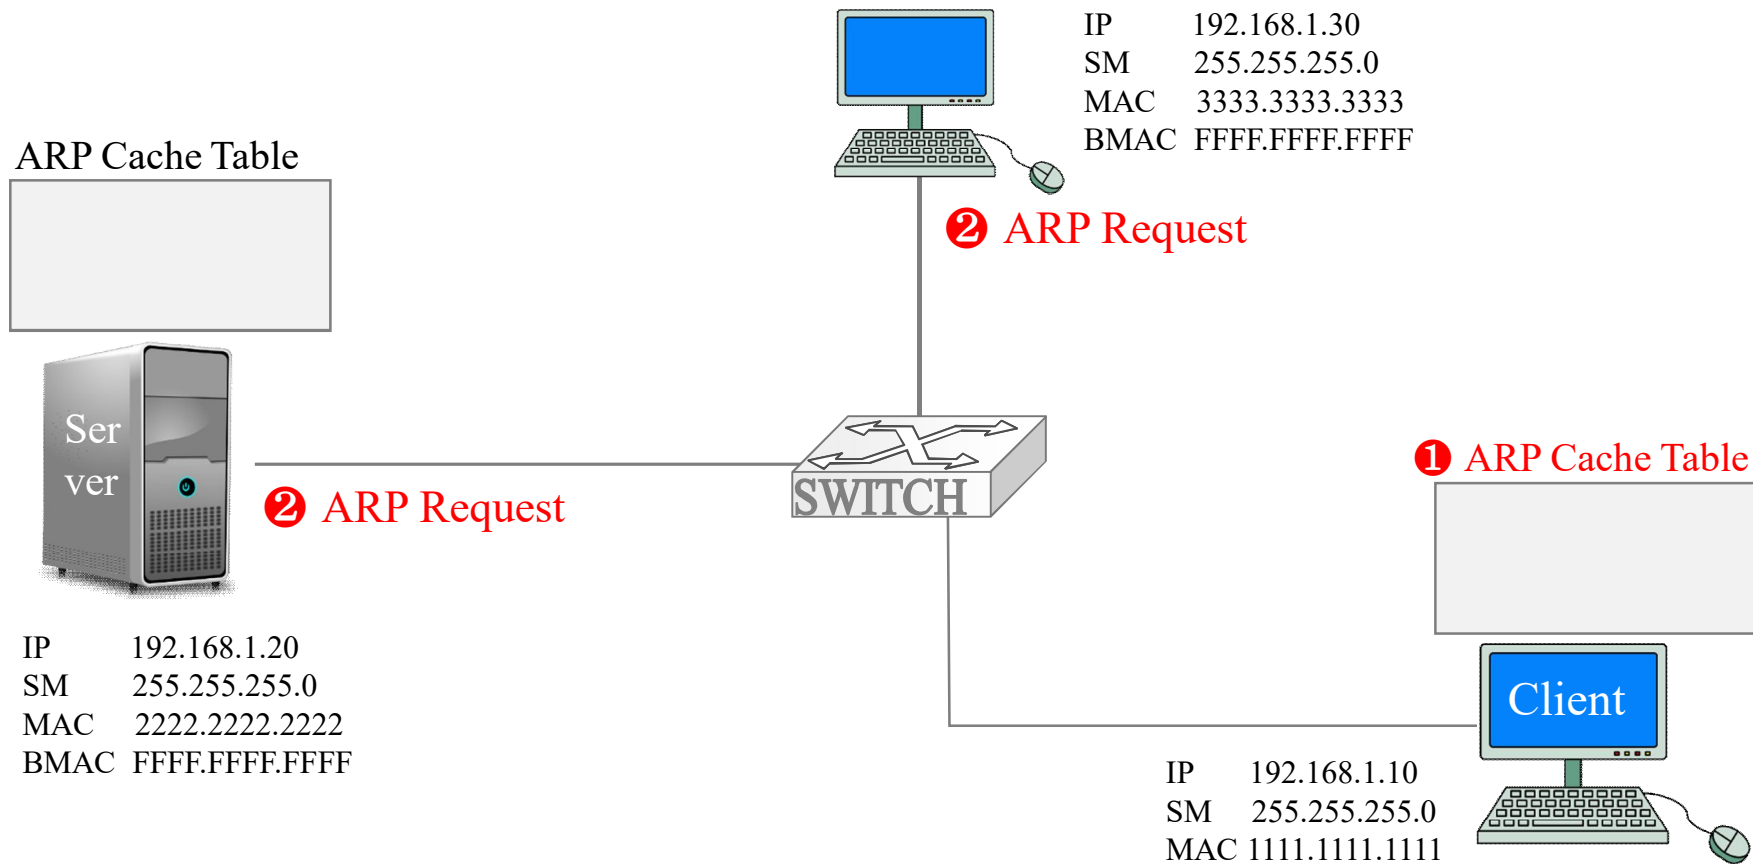 IP 192.168.1.30
SM 255.255.255.0
MAC 3333.3333.3333
BMAC FFFF.FFFF.FFFF
ARP Cache Table
❷ ARP Request
Ser
ver
❷ ARP Request
SWITCH
❶ ARP Cache Table
IP 192.168.1.20
SM 255.255.255.0
MAC 2222.2222.2222
BMAC FFFF.FFFF.FFFF
Client
IP 192.168.1.10
SM 255.255.255.0
MAC 1111.1111.1111